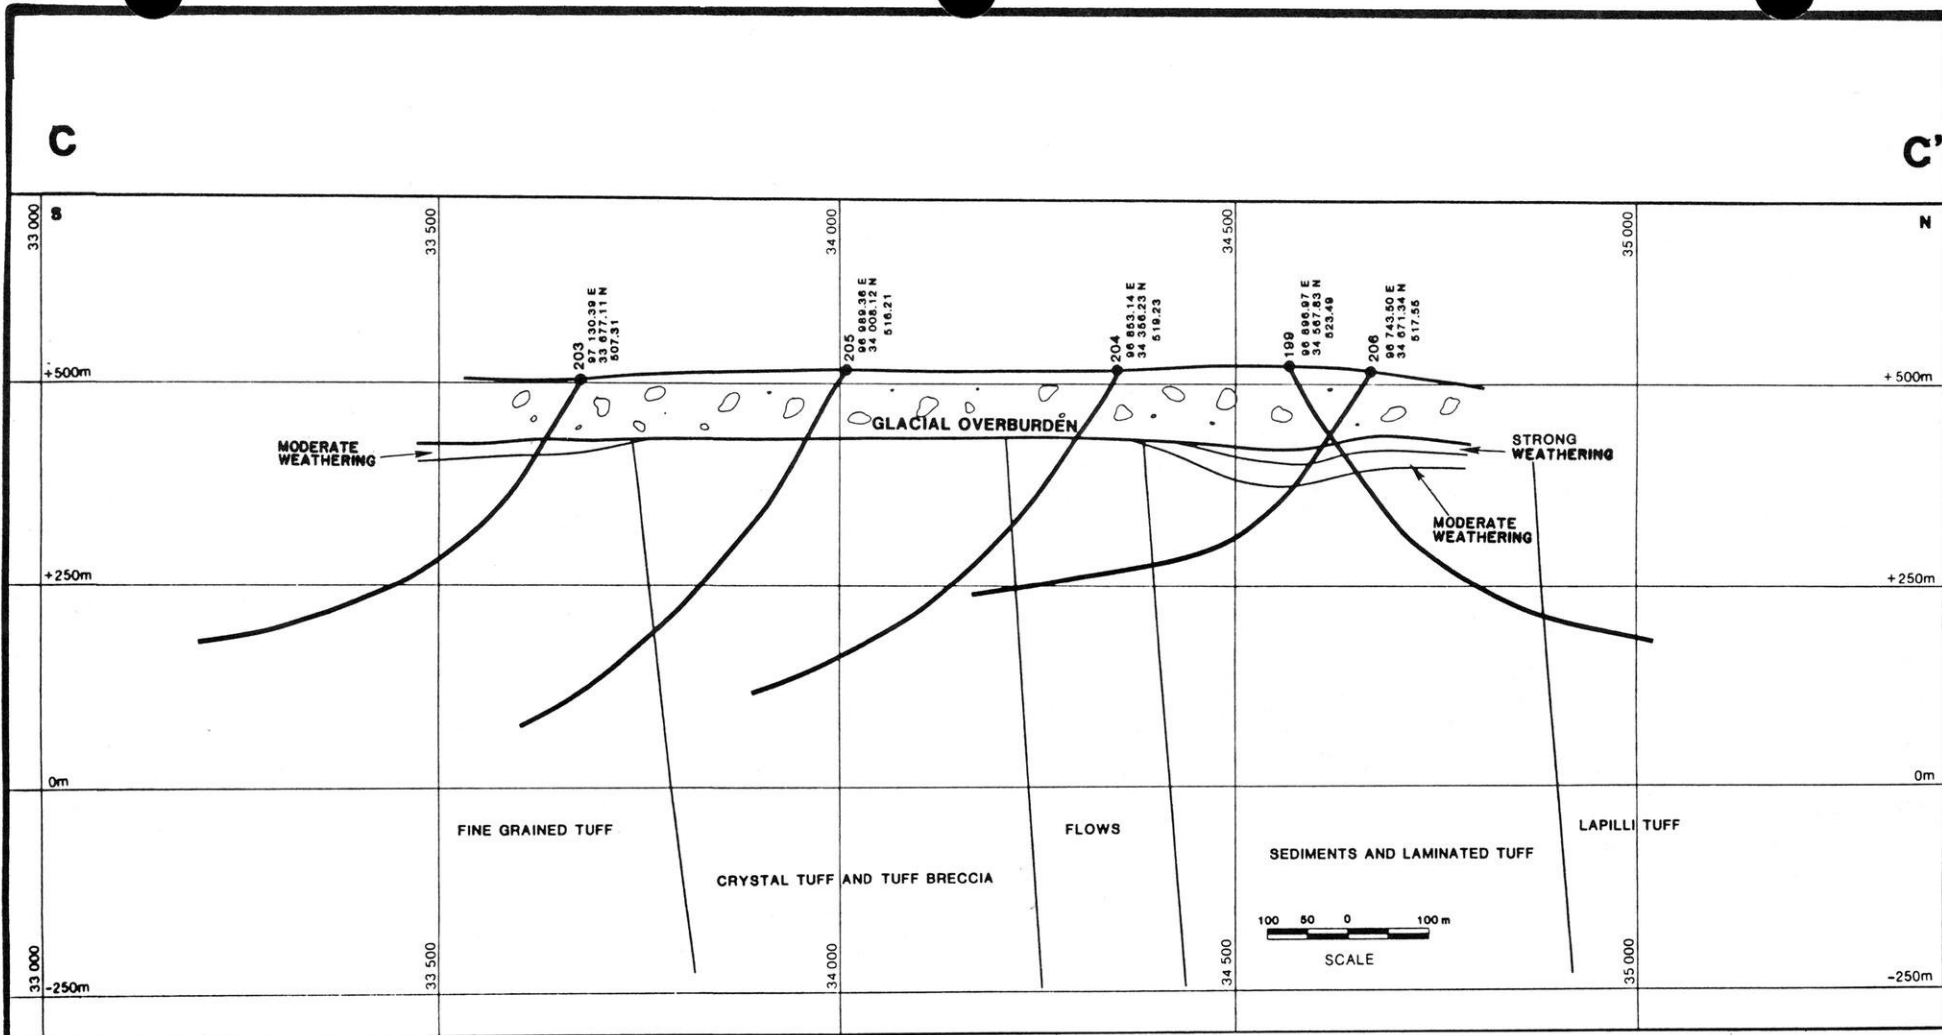 C
C'
S
N
33 000
33 500
34 000
34 500
35 000
203
97 130.39 E
33 677.11 N
507.31
205
96 989.36 E
34 008.12 N
516.21
204
96 853.14 E
34 356.23 N
519.23
199
96 896.97 E
34 567.83 N
523.49
206
96 743.50 E
34 671.34 N
517.55
+500m
+500m
GLACIAL OVERBURDEN
MODERATE
WEATHERING
STRONG
WEATHERING
MODERATE
WEATHERING
+250m
+250m
0m
0m
FINE GRAINED TUFF
FLOWS
LAPILLI TUFF
SEDIMENTS AND LAMINATED TUFF
CRYSTAL TUFF AND TUFF BRECCIA
100 50 0 100 m
SCALE
33 000
33 500
34 000
34 500
35 000
-250m
-250m